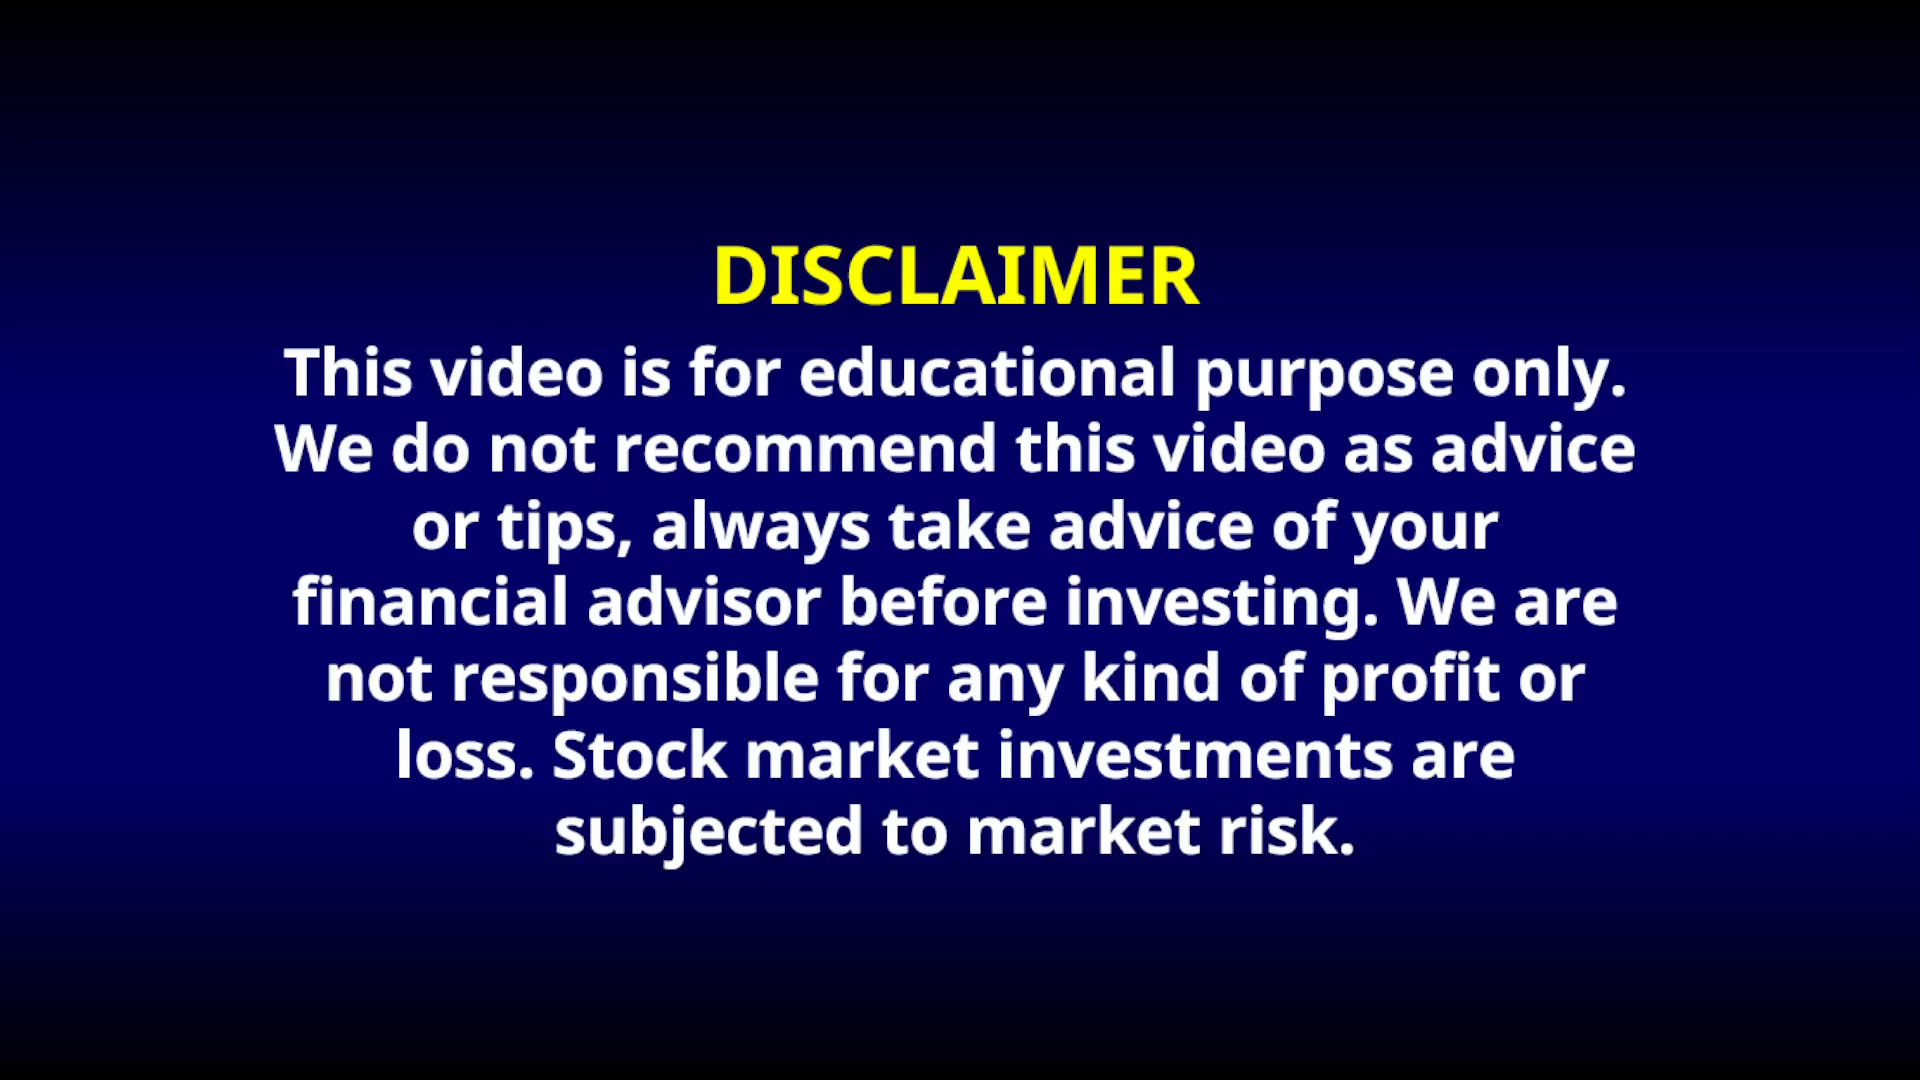 DISCLAIMER
This video is for educational purpose only.
We do not recommend this video as advice
or tips, always take advice of your
financial advisor before investing. We are
not responsible for any kind of profit or
loss. Stock market investments are
subjected to market risk.